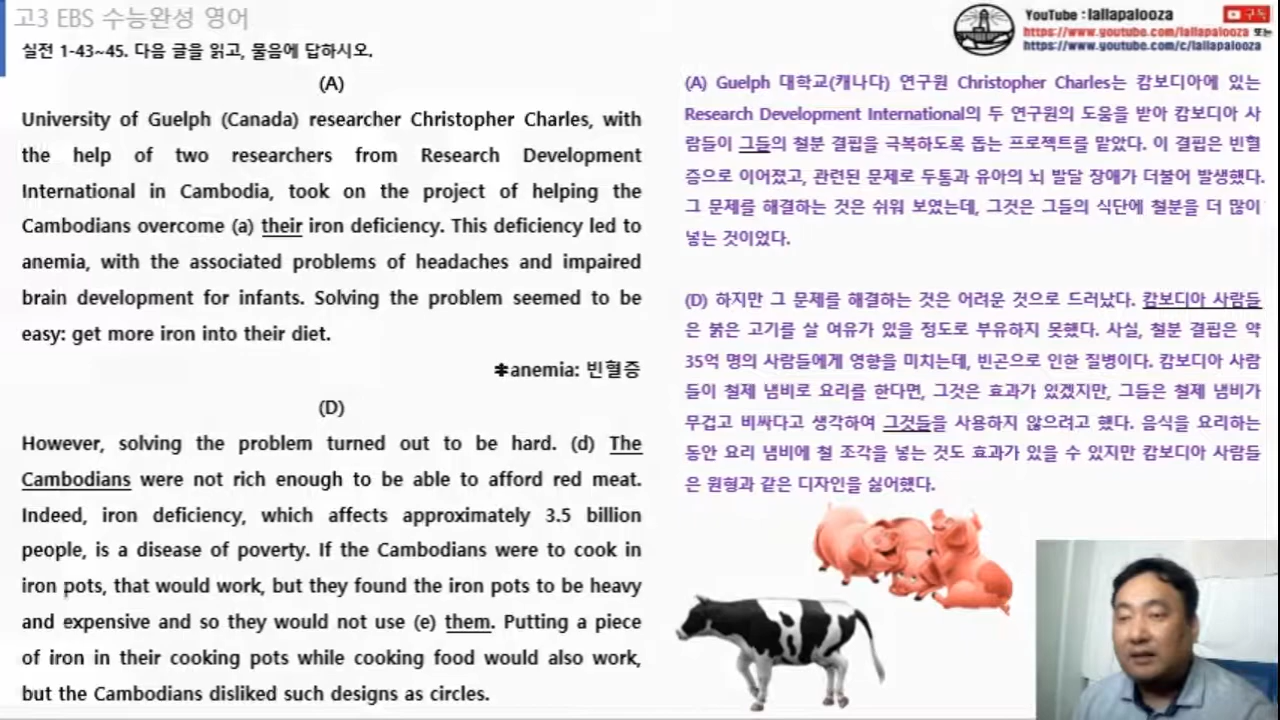 고3 EBS 수능완성 영어
실전 1-43~45. 다음 글을 읽고, 물음에 답하시오.
YouTube : lallapalooza
구독
https://www.youtube.com/lallapalooza 또는
https://www.youtube.com/c/lallapalooza
(A)
University of Guelph (Canada) researcher Christopher Charles, with
the help of two researchers from Research Development
International in Cambodia, took on the project of helping the
Cambodians overcome (a) their iron deficiency. This deficiency led to
anemia, with the associated problems of headaches and impaired
brain development for infants. Solving the problem seemed to be
easy: get more iron into their diet.
*anemia: 빈혈증
(D)
However, solving the problem turned out to be hard. (d) The
Cambodians were not rich enough to be able to afford red meat.
Indeed, iron deficiency, which affects approximately 3.5 billion
people, is a disease of poverty. If the Cambodians were to cook in
iron pots, that would work, but they found the iron pots to be heavy
and expensive and so they would not use (e) them. Putting a piece
of iron in their cooking pots while cooking food would also work,
but the Cambodians disliked such designs as circles.
(A) Guelph 대학교(캐나다) 연구원 Christopher Charles는 캄보디아에 있는
Research Development International의 두 연구원의 도움을 받아 캄보디아 사
람들이 그들의 철분 결핍을 극복하도록 돕는 프로젝트를 맡았다. 이 결핍은 빈혈
증으로 이어졌고, 관련된 문제로 두통과 유아의 뇌 발달 장애가 더불어 발생했다.
그 문제를 해결하는 것은 쉬워 보였는데, 그것은 그들의 식단에 철분을 더 많이
넣는 것이었다.
(D) 하지만 그 문제를 해결하는 것은 어려운 것으로 드러났다. 캄보디아 사람들
은 붉은 고기를 살 여유가 있을 정도로 부유하지 못했다. 사실, 철분 결핍은 약
35억 명의 사람들에게 영향을 미치는데, 빈곤으로 인한 질병이다. 캄보디아 사람
들이 철제 냄비로 요리를 한다면, 그것은 효과가 있겠지만, 그들은 철제 냄비가
무겁고 비싸다고 생각하여 그것들을 사용하지 않으려고 했다. 음식을 요리하는
동안 요리 냄비에 철 조각을 넣는 것도 효과가 있을 수 있지만 캄보디아 사람들
은 원형과 같은 디자인을 싫어했다.